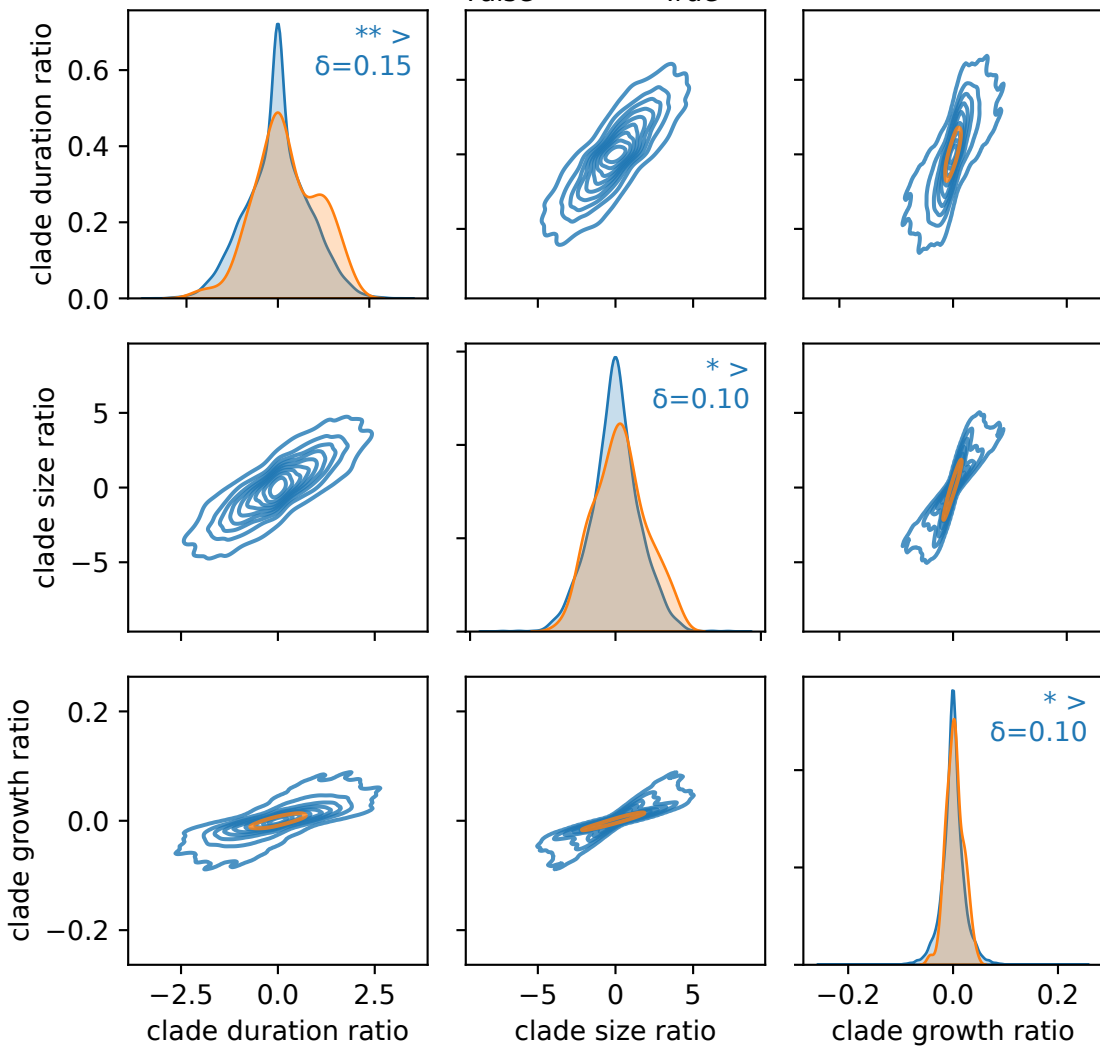 clade duration ratio
0.6
0.4
0.2
0.0
** >
δ=0.15
clade size ratio
5
0
−5
* >
δ=0.10
clade growth ratio
0.2
0.0
−0.2
* >
δ=0.10
−2.5 0.0 2.5
−5 0 5
−0.2 0.0 0.2
clade duration ratio
clade size ratio
clade growth ratio